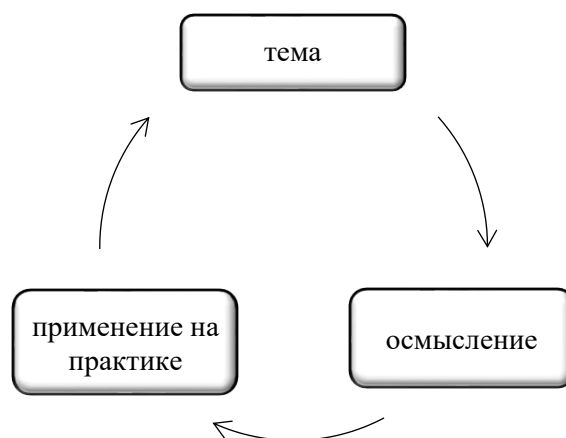 тема
применение на
практике
осмысление